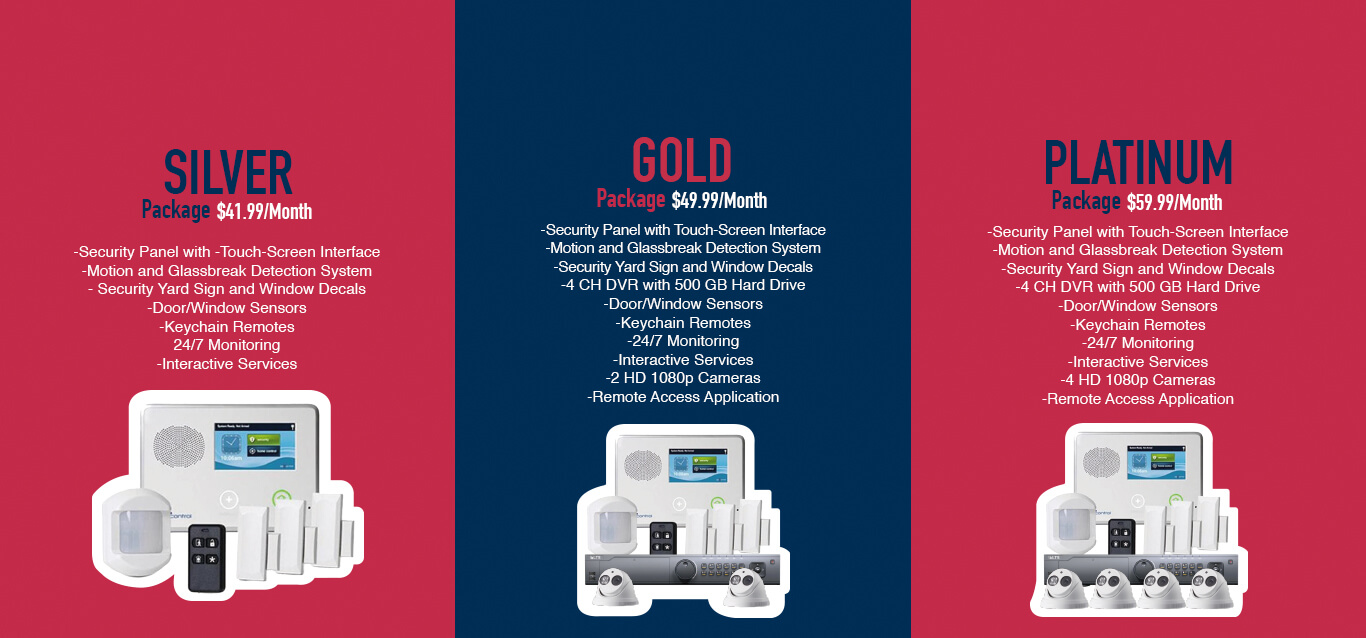 SILVER
Package $41.99/Month
-Security Panel with -Touch-Screen Interface
-Motion and Glassbreak Detection System
- Security Yard Sign and Window Decals
-Door/Window Sensors
-Keychain Remotes
24/7 Monitoring
-Interactive Services
GOLD
Package $49.99/Month
-Security Panel with Touch-Screen Interface
-Motion and Glassbreak Detection System
-Security Yard Sign and Window Decals
-4 CH DVR with 500 GB Hard Drive
-Door/Window Sensors
-Keychain Remotes
-24/7 Monitoring
-Interactive Services
-2 HD 1080p Cameras
-Remote Access Application
PLATINUM
Package $59.99/Month
-Security Panel with Touch-Screen Interface
-Motion and Glassbreak Detection System
-Security Yard Sign and Window Decals
-4 CH DVR with 500 GB Hard Drive
-Door/Window Sensors
-Keychain Remotes
-24/7 Monitoring
-Interactive Services
-4 HD 1080p Cameras
-Remote Access Application